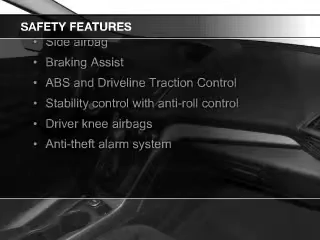 SAFETY FEATURES
• Side airbag
• Braking Assist
• ABS and Driveline Traction Control
• Stability control with anti-roll control
• Driver knee airbags
• Anti-theft alarm system